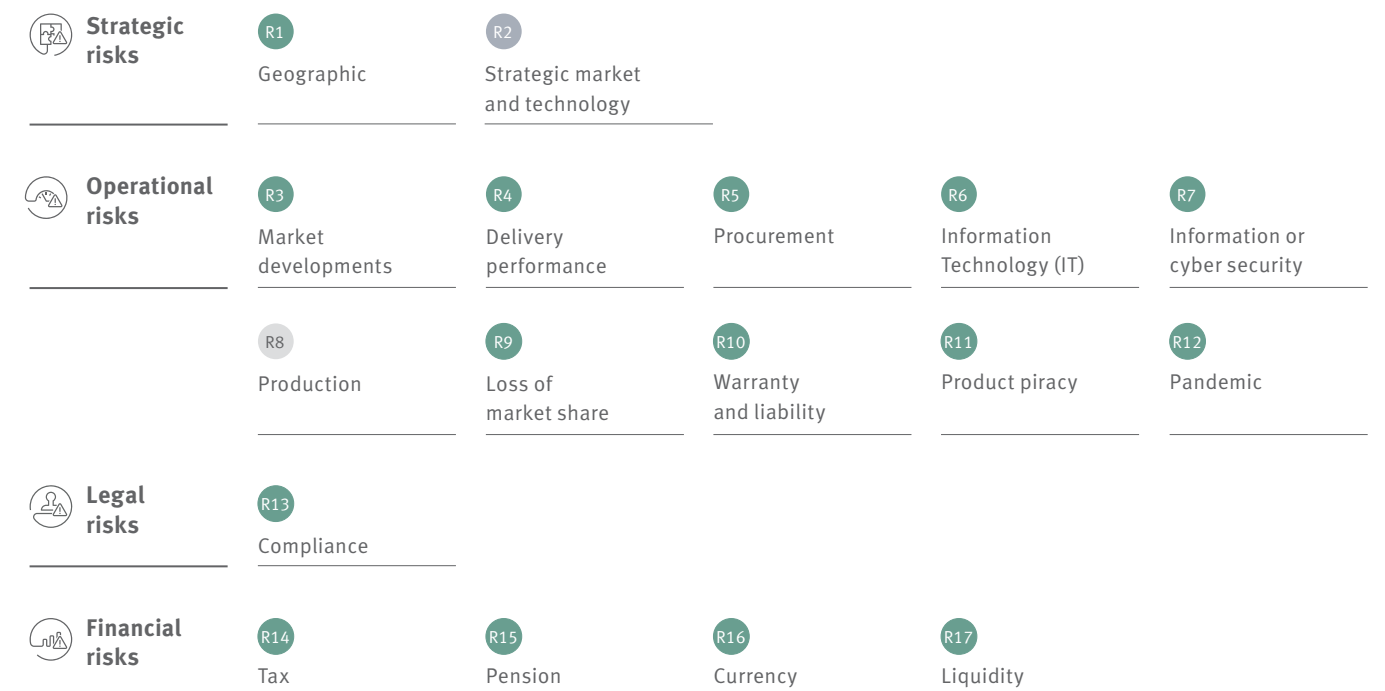 Strategic
risks
R1
Geographic
R2
Strategic market
and technology
Operational
risks
R3
Market
developments
R4
Delivery
performance
R5
Procurement
R6
Information
Technology (IT)
R7
Information or
cyber security
R8
Production
R9
Loss of
market share
R10
Warranty
and liability
R11
Product piracy
R12
Pandemic
Legal
risks
R13
Compliance
Financial
risks
R14
Tax
R15
Pension
R16
Currency
R17
Liquidity